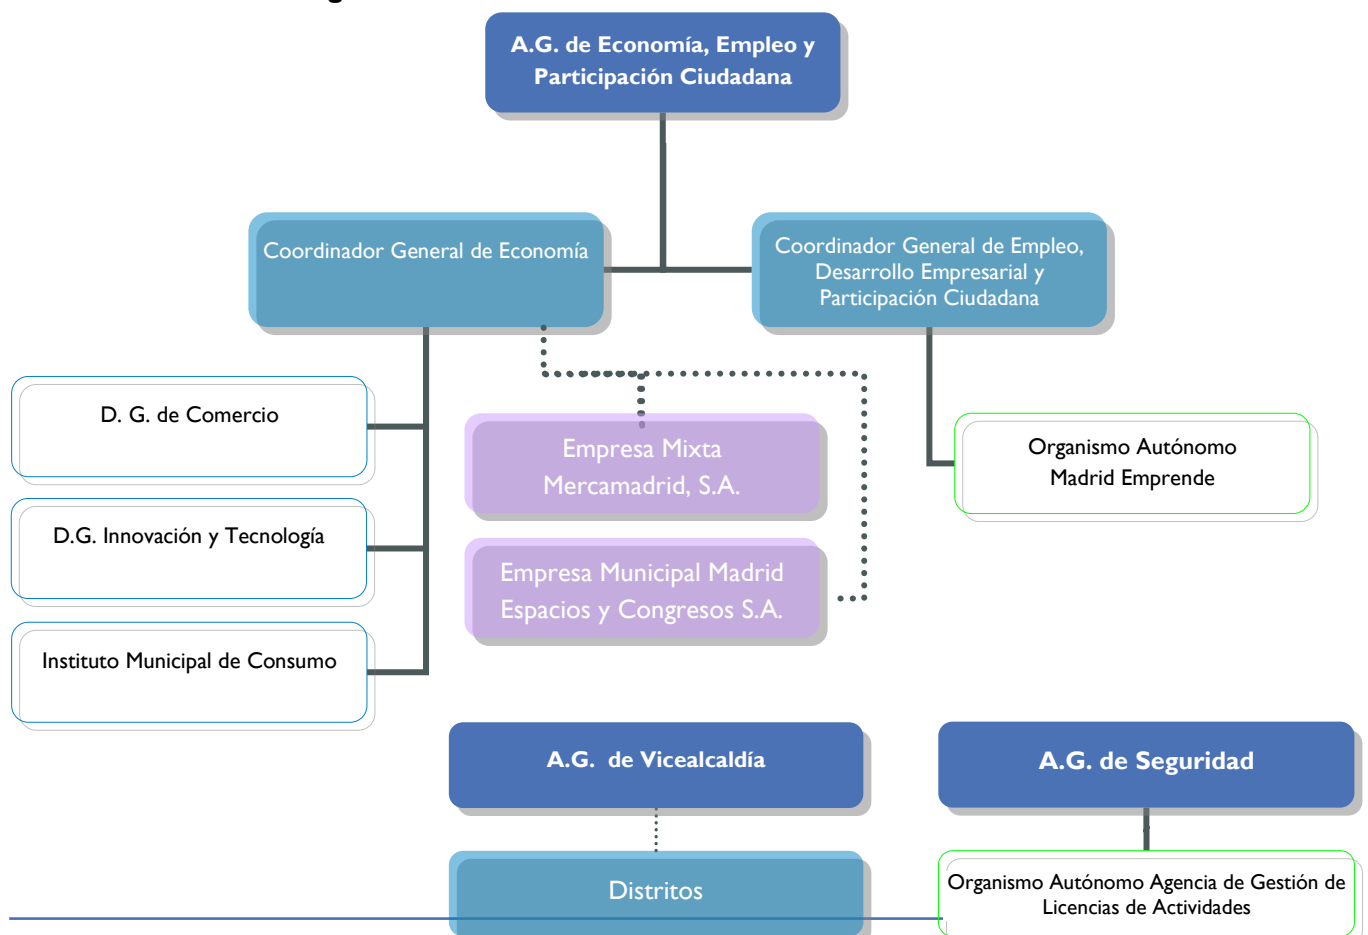 A.G. de Economía, Empleo y
Participación Ciudadana
Coordinador General de Economía
Coordinador General de Empleo,
Desarrollo Empresarial y
Participación Ciudadana
D. G. de Comercio
Empresa Mixta
Mercamadrid, S.A.
Organismo Autónomo
Madrid Emprende
D.G. Innovación y Tecnología
Empresa Municipal Madrid
Espacios y Congresos S.A.
Instituto Municipal de Consumo
A.G. de Vicealcaldía
A.G. de Seguridad
Distritos
Organismo Autónomo Agencia de Gestión de
Licencias de Actividades